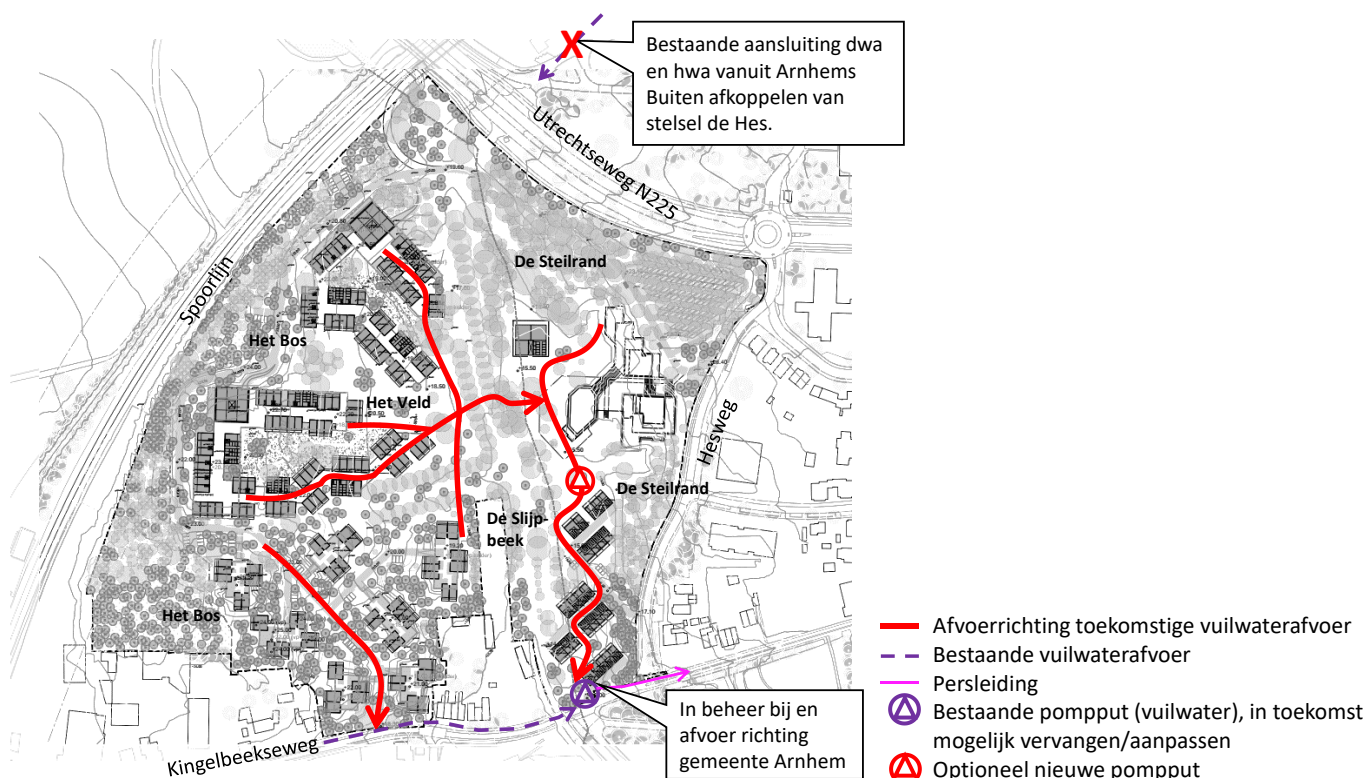 Bestaande aansluiting dwa
en hwa vanuit Arnhems
Buiten afkoppelen van
stelsel de Hes.
X
Utrechtseweg N225
Spoorlijn
De Steilrand
Het Bos
Het Veld
Hesweg
De Steilrand
De Slijp-
beek
Het Bos
Kingelbeekseweg
In beheer bij en
afvoer richting
gemeente Arnhem
Afvoerrichting toekomstige vuilwaterafvoer
Bestaande vuilwaterafvoer
Persleiding
Bestaande pompput (vuilwater), in toekomst
mogelijk vervangen/aanpassen
Optioneel nieuwe pompput